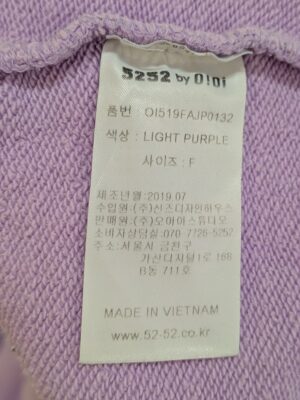 5252 by O!Oi
품번 : OI519FAJP0132
색상 : LIGHT PURPLE
사이즈 : F
제조년월:2019.07
수입원:(주)선즈디자인하우스
판매원:(주)오아이스튜디오
소비자상담실:070-7726-5252
주소:서울시 금천구
가산디지털1로 168
B동 711호
MADE IN VIETNAM
www.52-52.co.kr